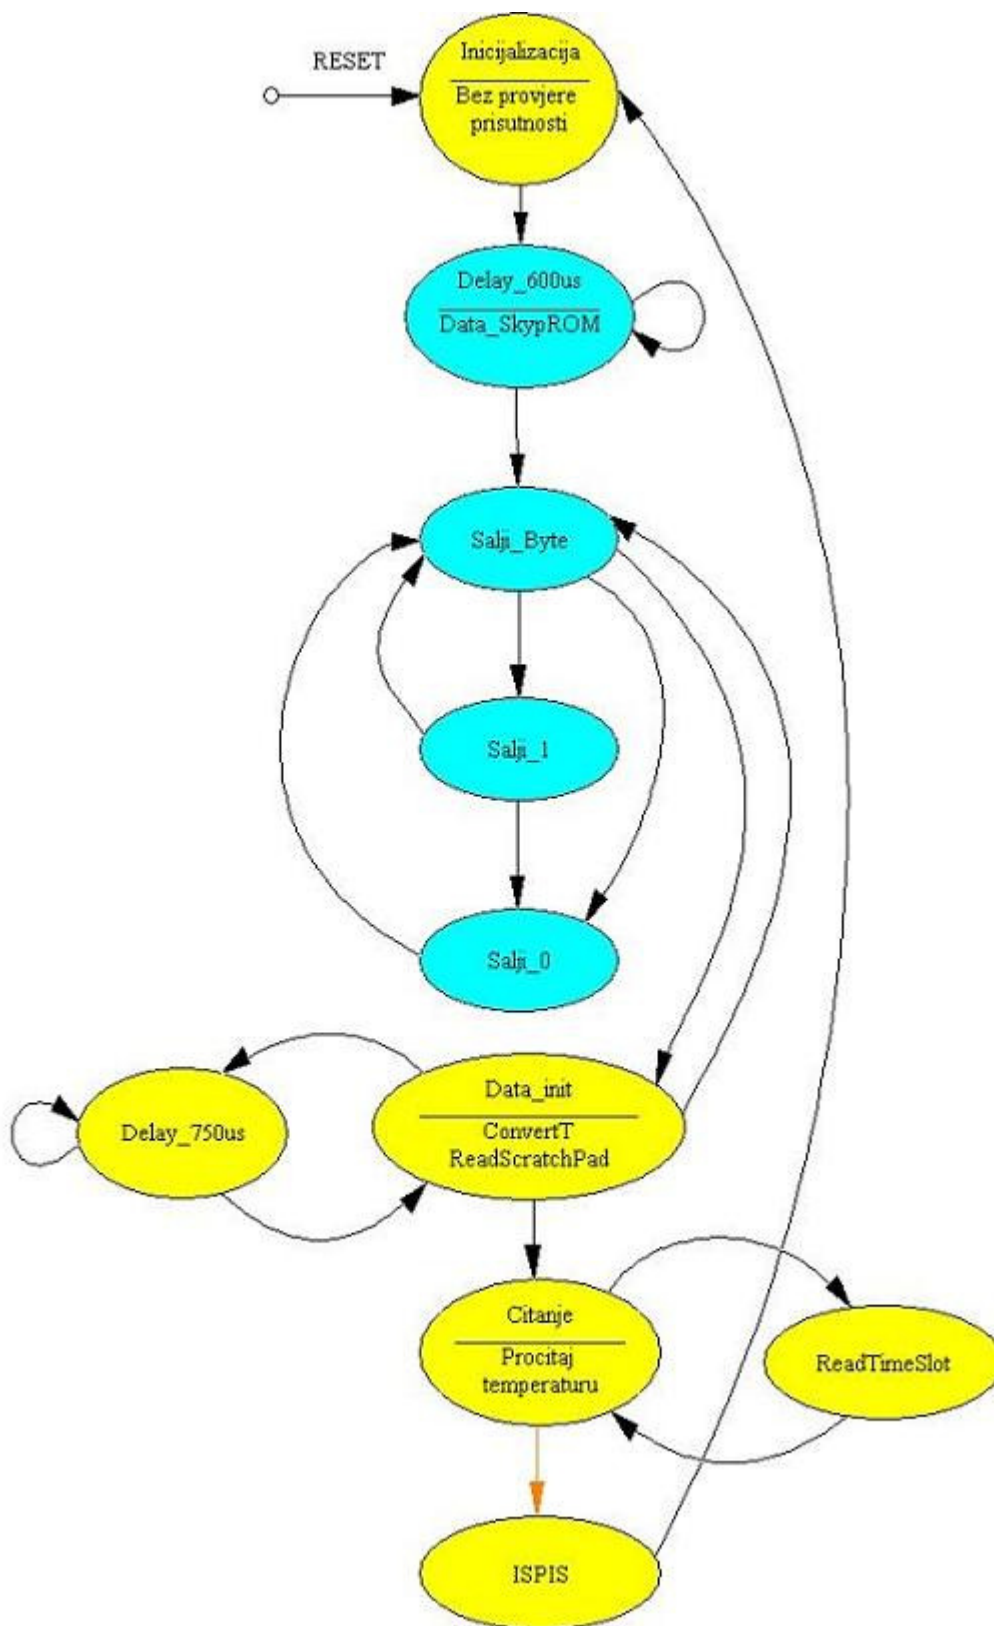 RESET
Inicijalizacija
Bez provjere
prisutnosti
Delay_600us
Data_SkypROM
Salji_Byte
Salji_1
Salji_0
Data_init
ConvertT
ReadScratchPad
Delay_750us
Citanje
Procitaj
temperaturu
ReadTimeSlot
ISPIS